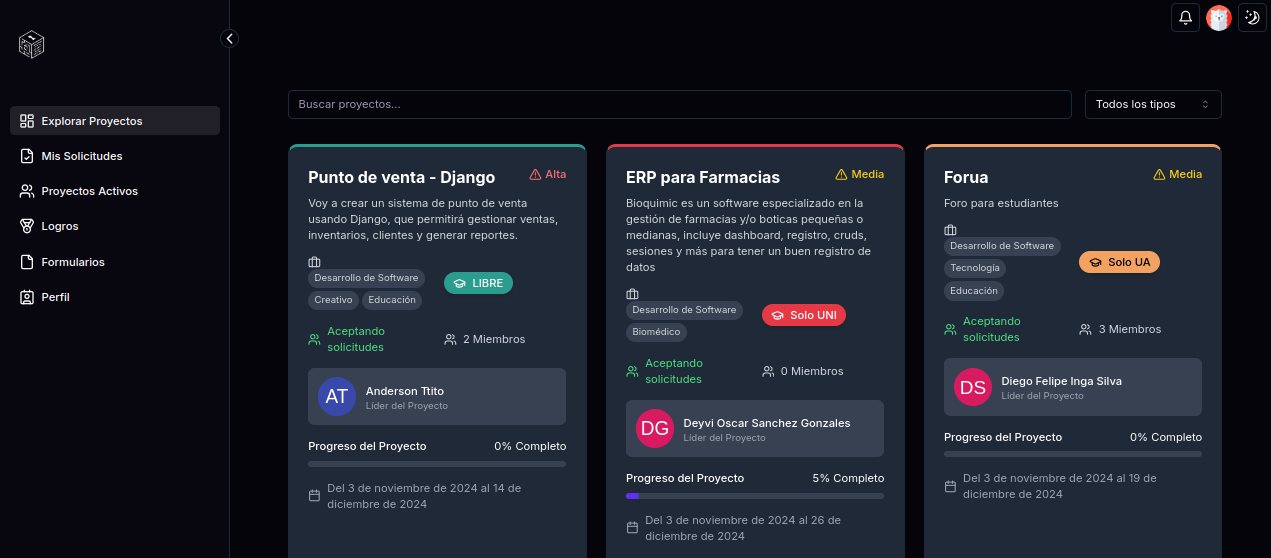 Explorar Proyectos
Mis Solicitudes
Proyectos Activos
Logros
Formularios
Perfil
Buscar proyectos...
Todos los tipos
Punto de venta - Django
Alta
Voy a crear un sistema de punto de venta
usando Django, que permitirá gestionar ventas,
inventarios, clientes y generar reportes.
Desarrollo de Software
Creativo
Educación
LIBRE
Aceptando
solicitudes
2 Miembros
AT
Anderson Ttito
Líder del Proyecto
Progreso del Proyecto
0% Completo
Del 3 de noviembre de 2024 al 14 de
diciembre de 2024
ERP para Farmacias
Media
Bioquimic es un software especializado en la
gestión de farmacias y/o boticas pequeñas o
medianas, incluye dashboard, registro, cruds,
sesiones y más para tener un buen registro de
datos
Desarrollo de Software
Biomédico
Solo UNI
Aceptando
solicitudes
0 Miembros
DG
Deyvi Oscar Sanchez Gonzales
Líder del Proyecto
Progreso del Proyecto
5% Completo
Del 3 de noviembre de 2024 al 26 de
diciembre de 2024
Forua
Media
Foro para estudiantes
Desarrollo de Software
Tecnología
Educación
Solo UA
Aceptando
solicitudes
3 Miembros
DS
Diego Felipe Inga Silva
Líder del Proyecto
Progreso del Proyecto
0% Completo
Del 3 de noviembre de 2024 al 19 de
diciembre de 2024